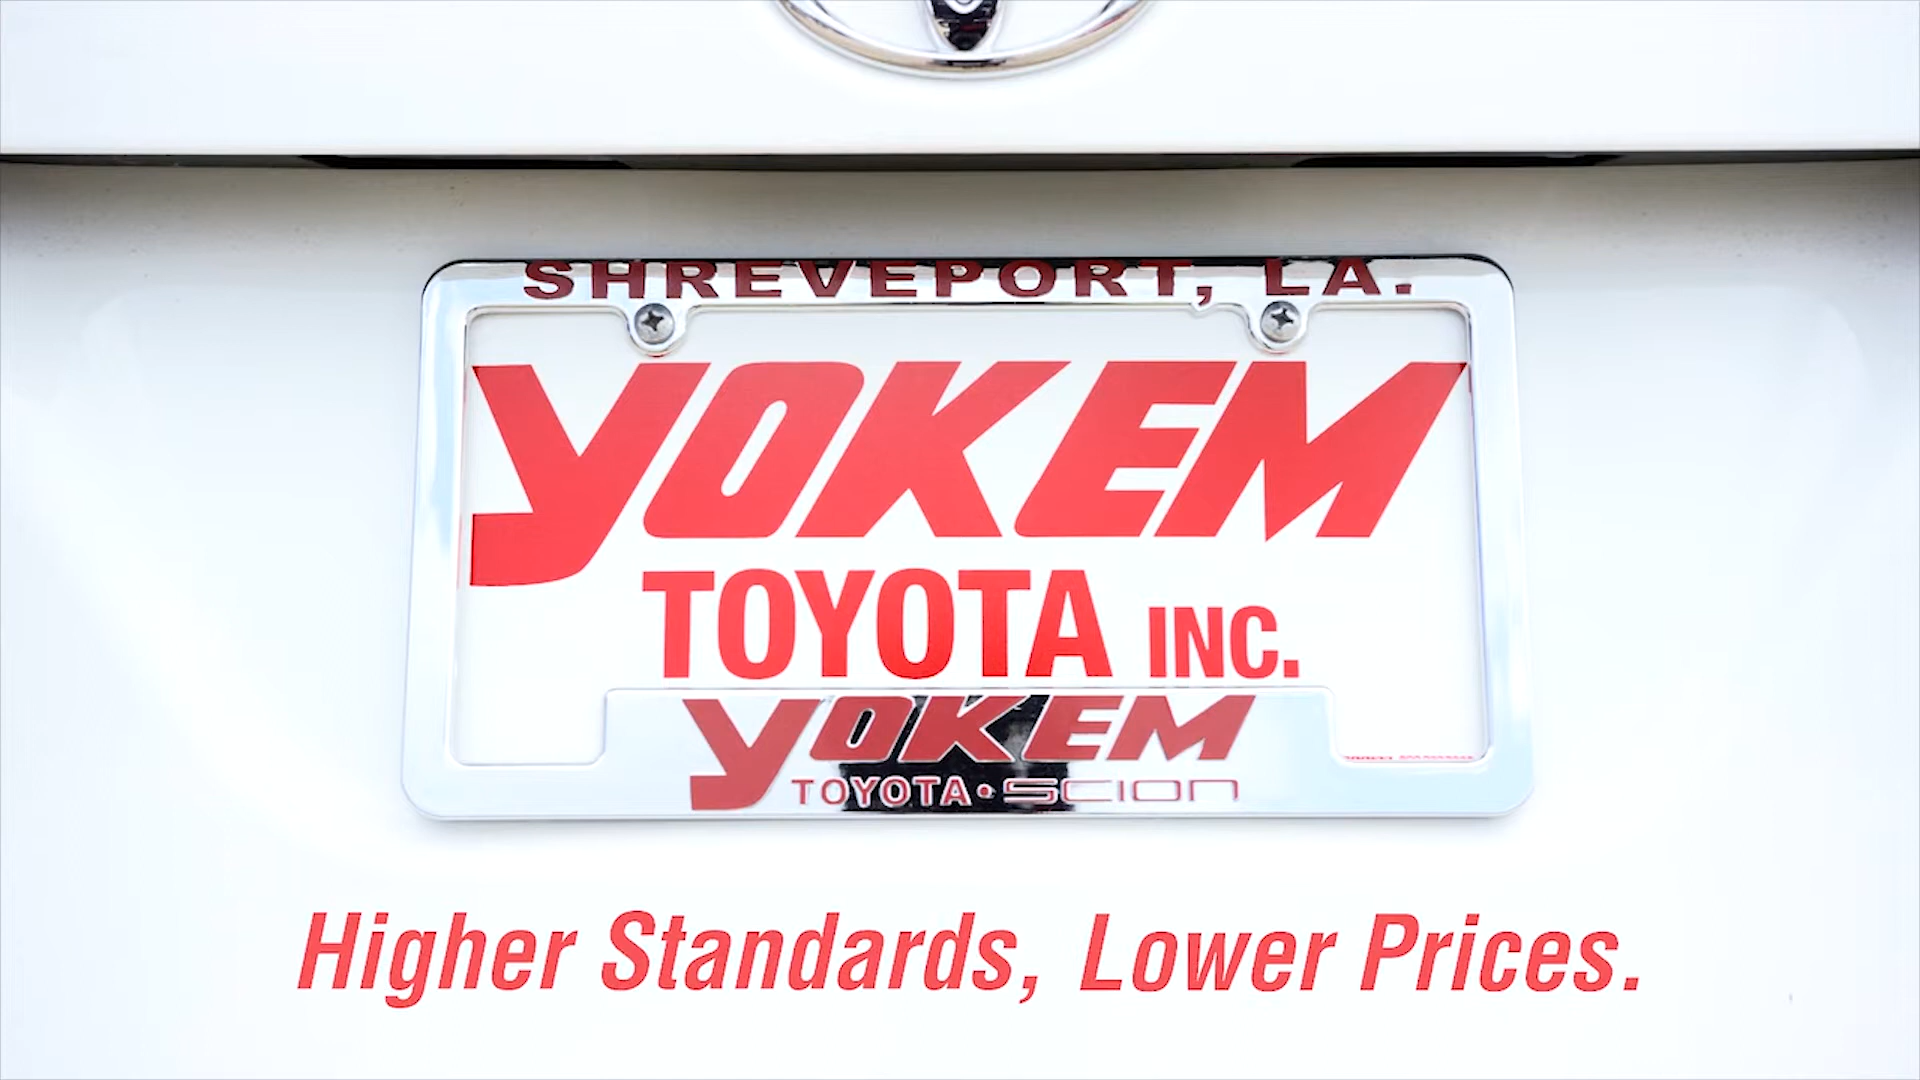 SHREVEPORT, LA.
YOKEM
TOYOTA INC.
YOKEM
TOYOTA • SCION
Higher Standards, Lower Prices.